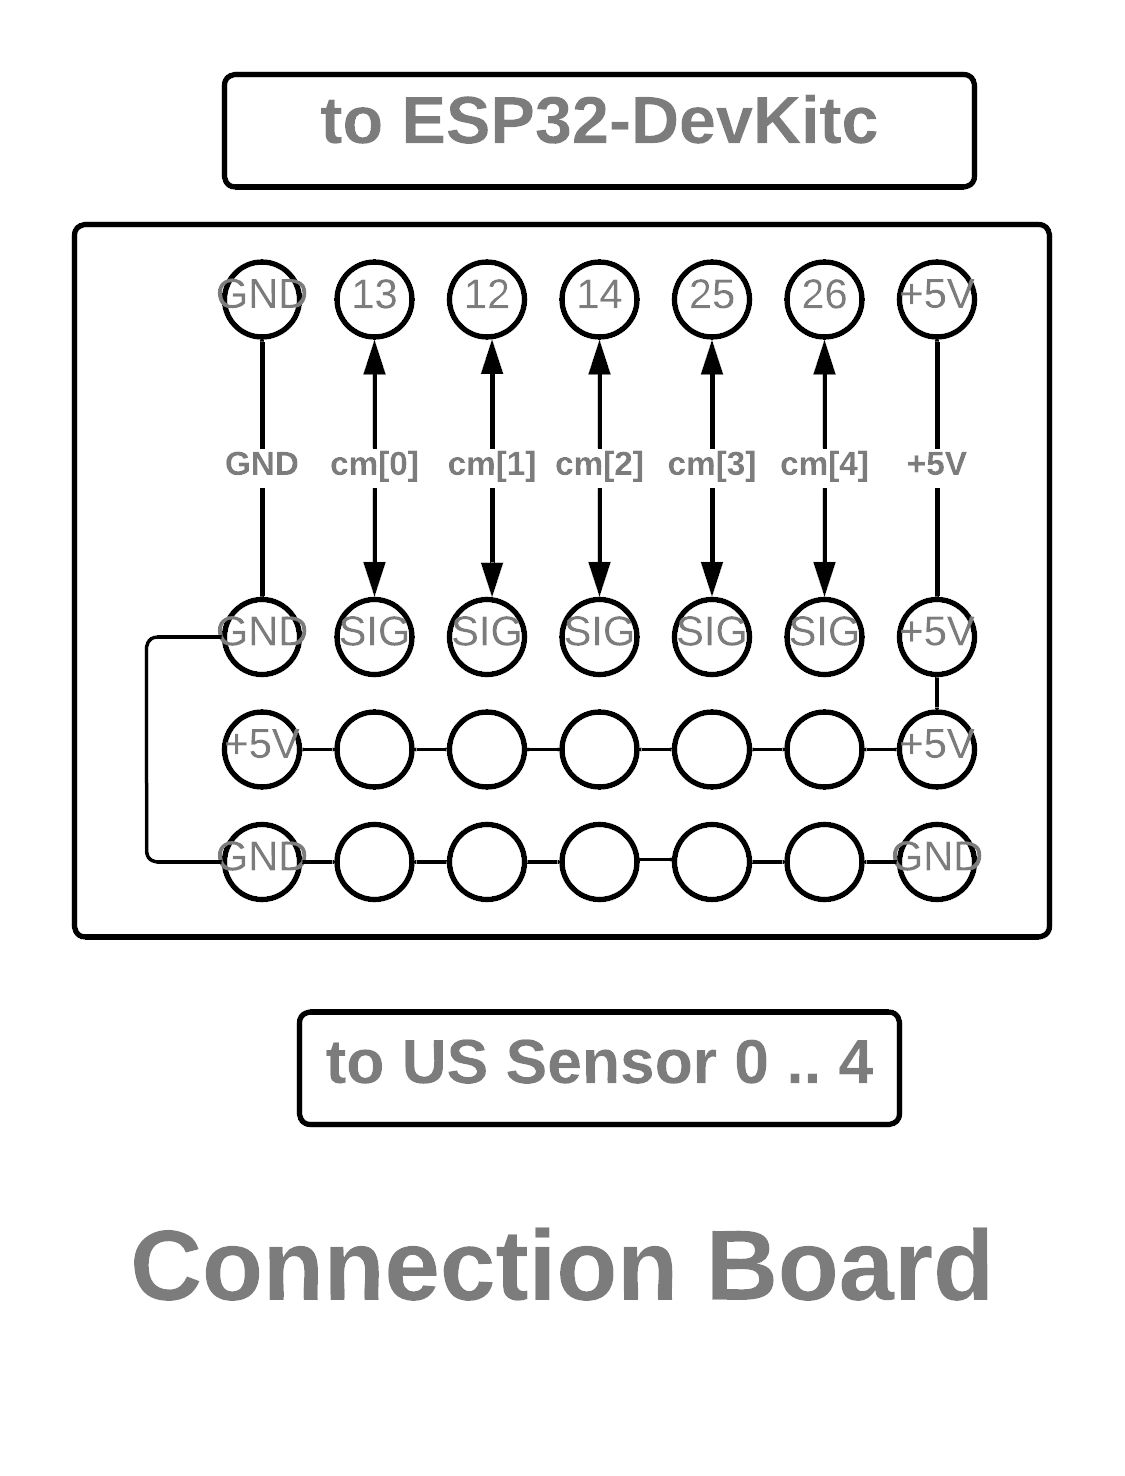 to ESP32-DevKitc
GND 13 12 14 25 26 +5V
GND cm[0] cm[1] cm[2] cm[3] cm[4] +5V
GND SIG SIG SIG SIG SIG +5V
+5V +5V
GND GND
to US Sensor 0 .. 4
Connection Board